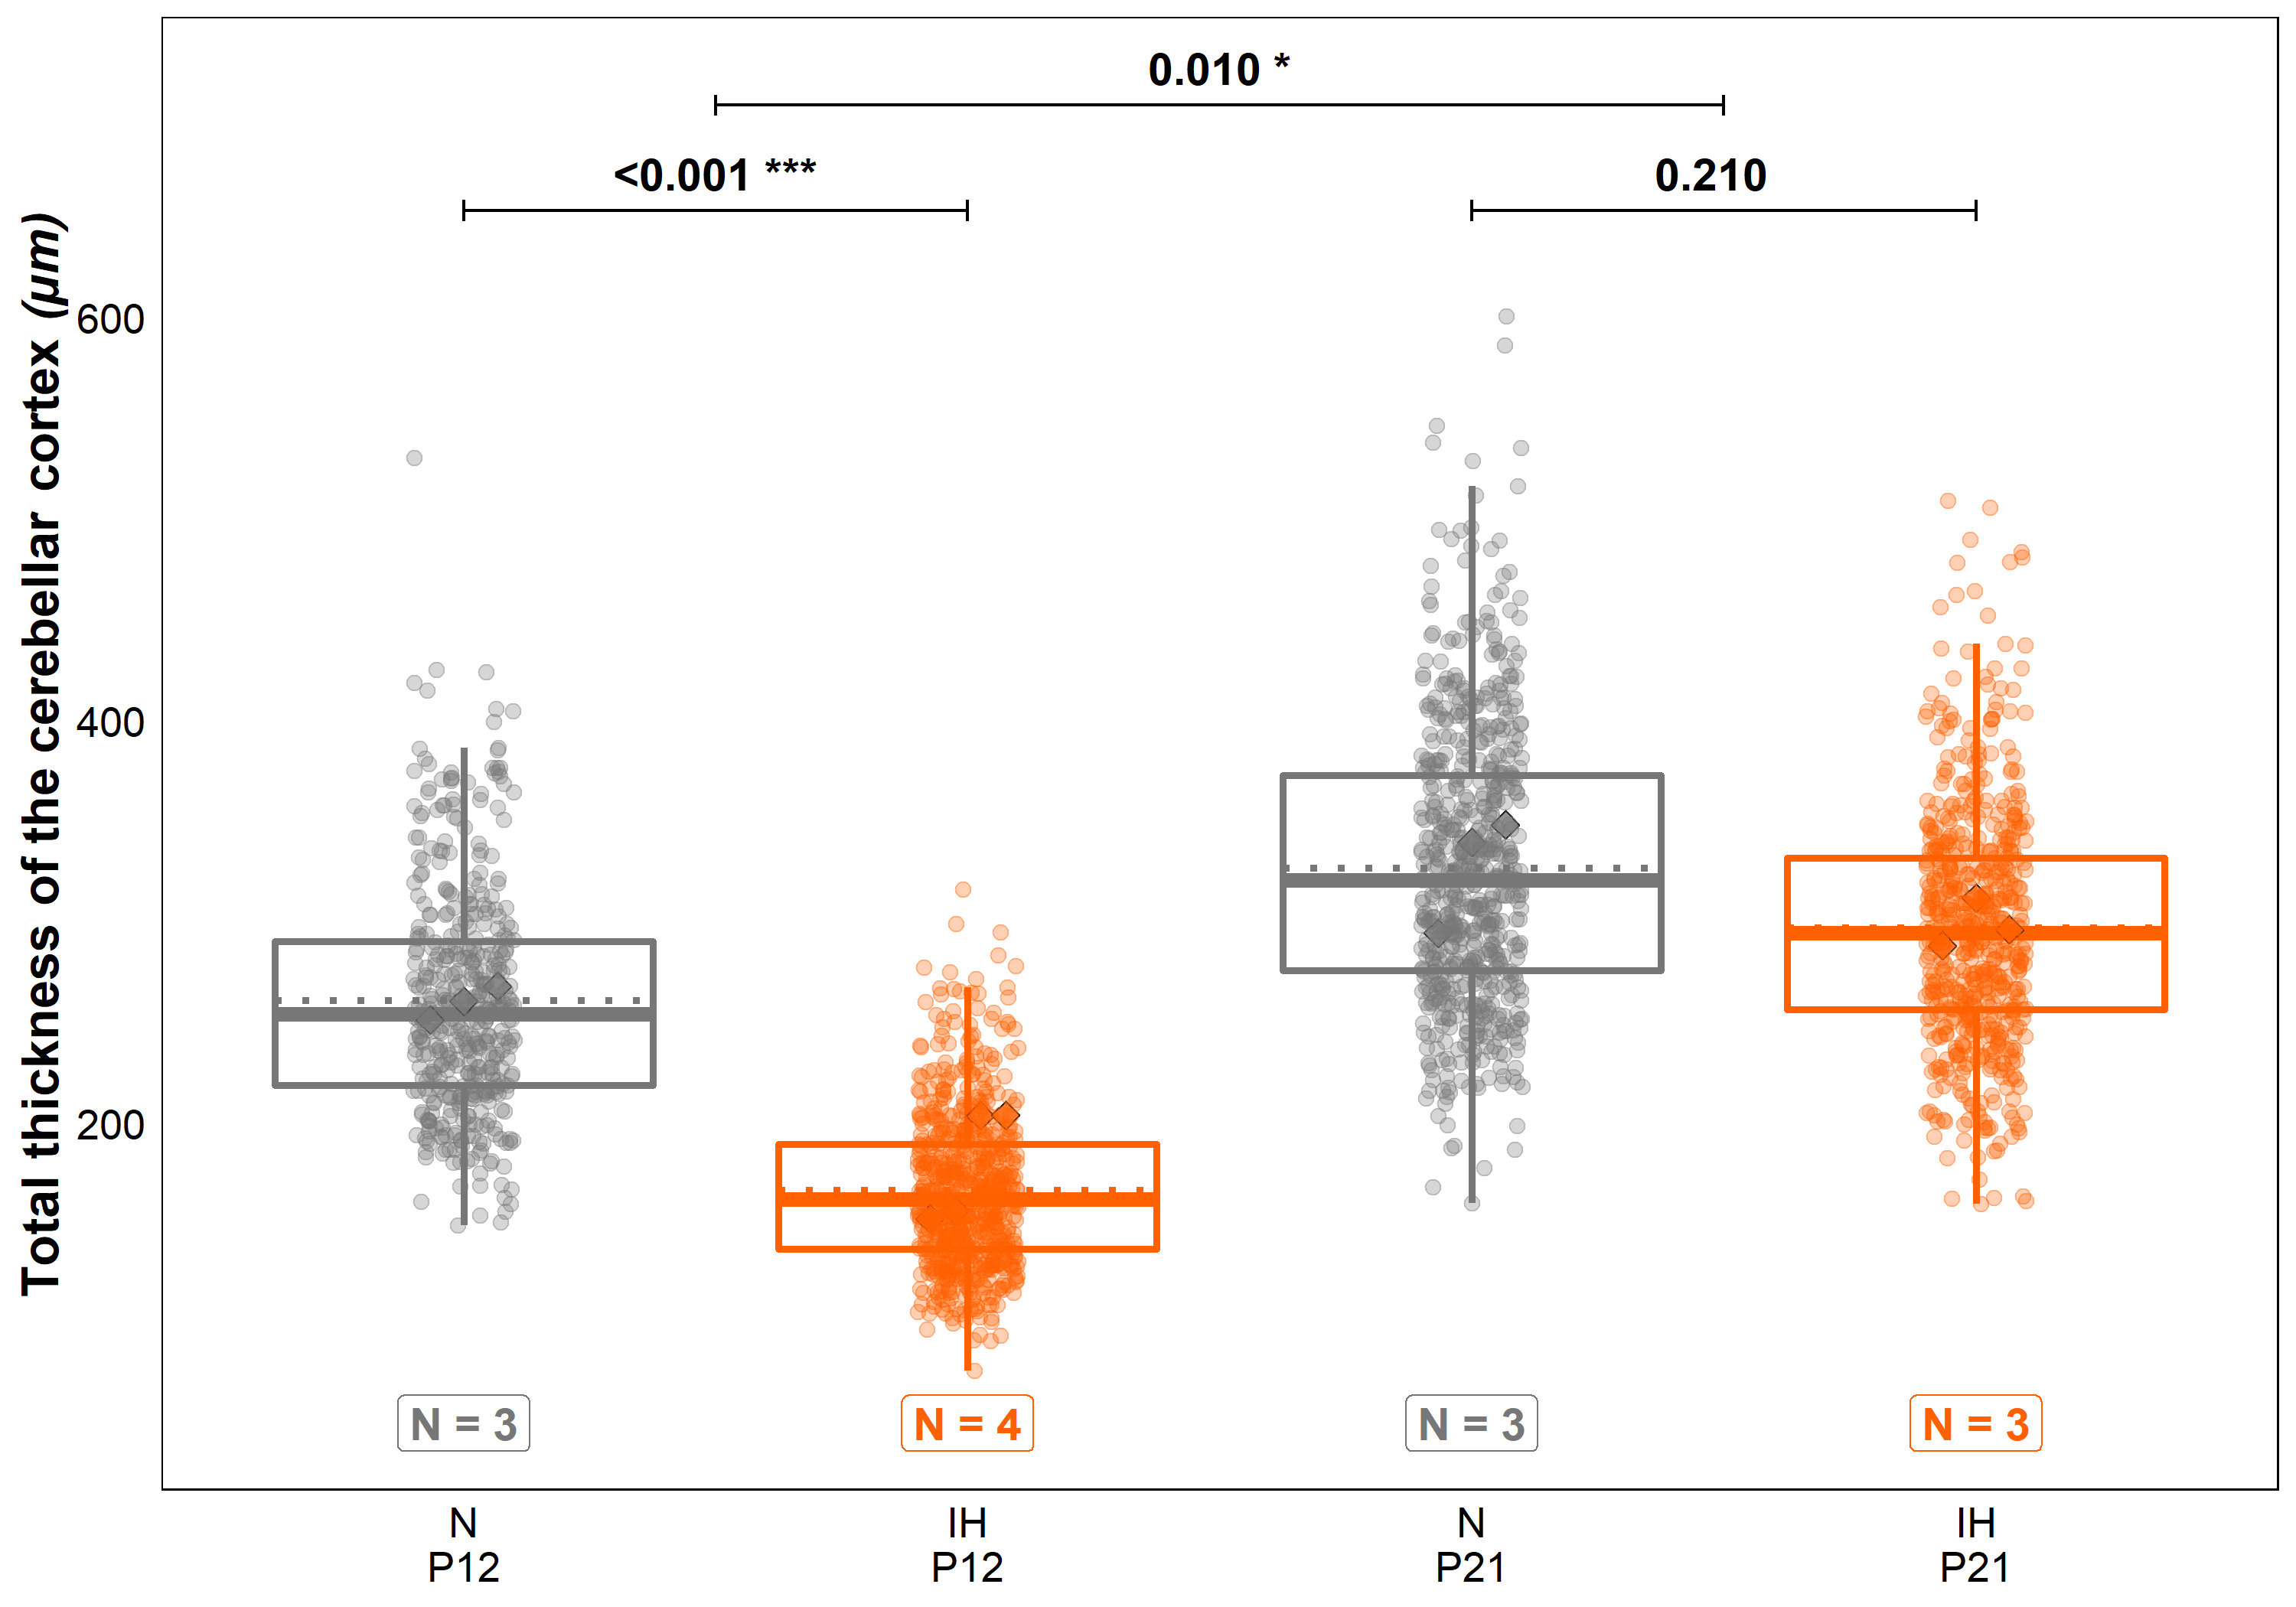 0.010 *
<0.001 ***
0.210
Total thickness of the cerebellar cortex (µm)
600
400
200
N = 3
N = 4
N = 3
N = 3
N
P12
IH
P12
N
P21
IH
P21